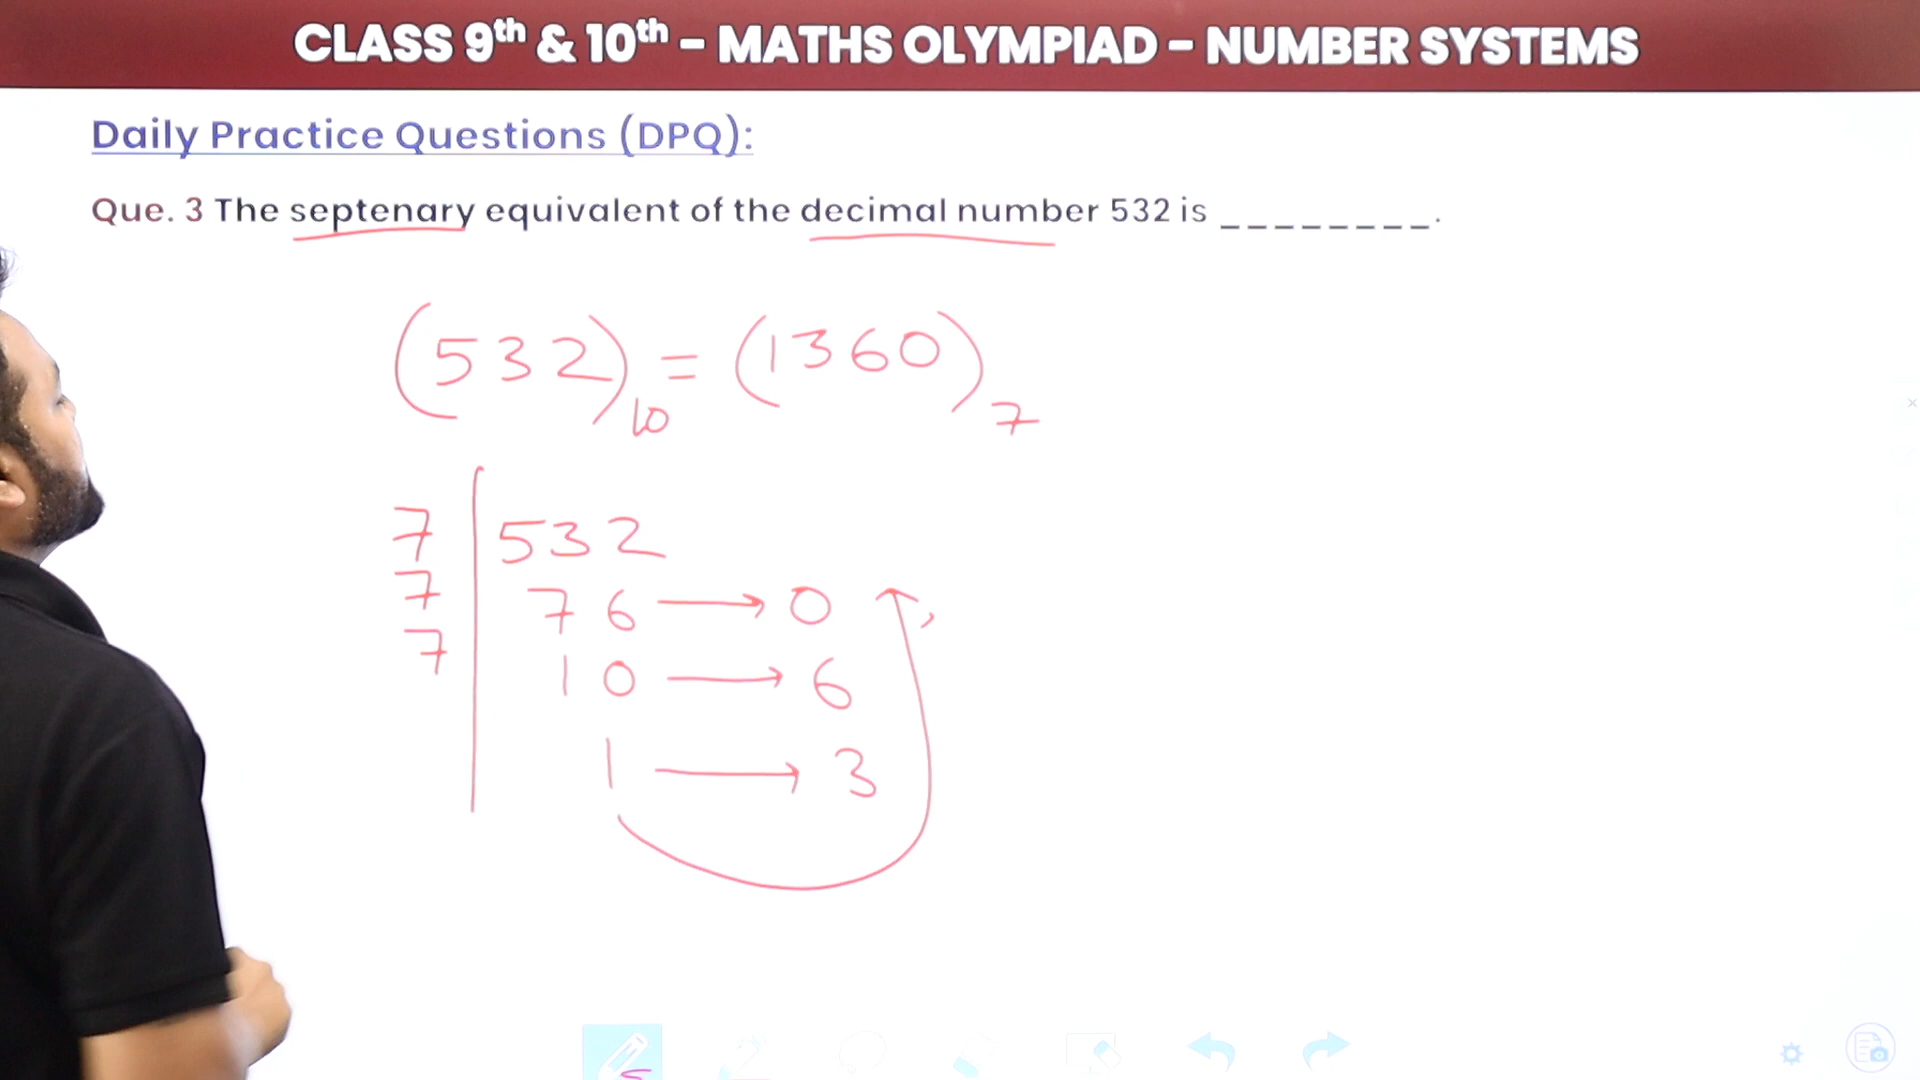 CLASS 9th & 10th – MATHS OLYMPIAD – NUMBER SYSTEMS
Daily Practice Questions (DPQ):
Que. 3 The septenary equivalent of the decimal number 532 is ________.
(532)10 = (1360)7
7 | 532
7 | 76 → 0
7 | 10 → 6
1 → 3